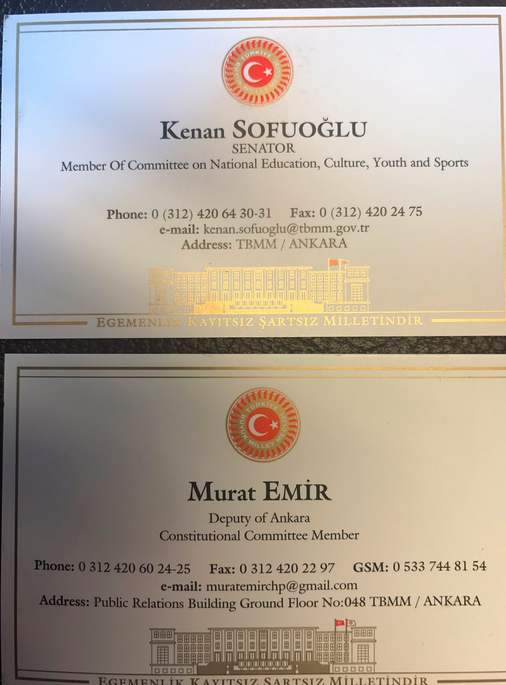 Kenan SOFUOĞLU
SENATOR
Member Of Committee on National Education, Culture, Youth and Sports
Phone: 0 (312) 420 64 30-31 Fax: 0 (312) 420 24 75
e-mail: kenan.sofuoglu@tbmm.gov.tr
Address: TBMM / ANKARA
EGEMENLİK KAYITSIZ ŞARTSIZ MİLLETİNDİR
Murat EMİR
Deputy of Ankara
Constitutional Committee Member
Phone: 0 312 420 60 24-25 Fax: 0 312 420 22 97 GSM: 0 533 744 81 54
e-mail: muratemirchp@gmail.com
Address: Public Relations Building Ground Floor No:048 TBMM / ANKARA
EGEMENLİK KAYITSIZ ŞARTSIZ MİLLETİNDİR